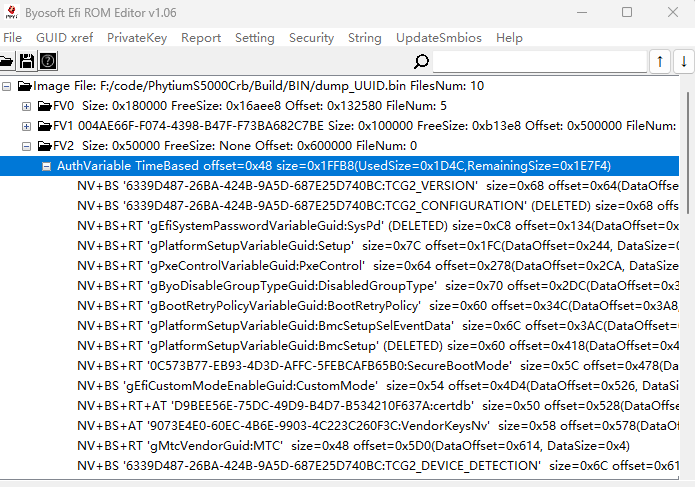 Byosoft Efi ROM Editor v1.06
File GUID xref PrivateKey Report Setting Security String UpdateSmbios Help
Image File: F:/code/PhytiumS5000Crb/Build/BIN/dump_UUID.bin FilesNum: 10
FV0 Size: 0x180000 FreeSize: 0x16aee8 Offset: 0x132580 FileNum: 5
FV1 004AE66F-F074-4398-B47F-F73BA682C7BE Size: 0x100000 FreeSize: 0xb13e8 Offset: 0x500000 FileNum:
FV2 Size: 0x50000 FreeSize: None Offset: 0x600000 FileNum: 0
AuthVariable TimeBased offset=0x48 size=0x1FFB8(UsedSize=0x1D4C,RemainingSize=0x1E7F4)
NV+BS '6339D487-26BA-424B-9A5D-687E25D740BC:TCG2_VERSION' size=0x68 offset=0x64(DataOffse
NV+BS '6339D487-26BA-424B-9A5D-687E25D740BC:TCG2_CONFIGURATION' (DELETED) size=0x68 o
NV+BS+RT 'gEfiSystemPasswordVariableGuid:SysPd' (DELETED) size=0xC8 offset=0x134(DataOffset
NV+BS+RT 'gPlatformSetupVariableGuid:Setup' size=0x7C offset=0x1FC(DataOffset=0x244, DataSize=
NV+BS+RT 'gPxeControlVariableGuid:PxeControl' size=0x64 offset=0x278(DataOffset=0x2CA, DataSi
NV+BS+RT 'gByoDisableGroupTypeGuid:DisabledGroupType' size=0x70 offset=0x2DC(DataOffset=0x3
NV+BS+RT 'gBootRetryPolicyVariableGuid:BootRetryPolicy' size=0x60 offset=0x34C(DataOffset=0x3A8,
NV+BS+RT 'gPlatformSetupVariableGuid:BmcSetupSelEventData' size=0x6C offset=0x3AC(DataOffset
NV+BS+RT 'gPlatformSetupVariableGuid:BmcSetup' (DELETED) size=0x60 offset=0x418(DataOffset=0x4
NV+BS+RT '0C573B77-EB93-4D3D-AFFC-5FEBCAFB65B0:SecureBootMode' size=0x5C offset=0x478(Da
NV+BS 'gEfiCustomModeEnableGuid:CustomMode' size=0x54 offset=0x4D4(DataOffset=0x526, DataSi
NV+BS+RT+AT 'D9BEE56E-75DC-49D9-B4D7-B534210F637A:certdb' size=0x50 offset=0x528(DataOffset
NV+BS+AT '9073E4E0-60EC-4B6E-9903-4C223C260F3C:VendorKeysNv' size=0x58 offset=0x578(DataO
NV+BS+RT 'gMtcVendorGuid:MTC' size=0x48 offset=0x5D0(DataOffset=0x614, DataSize=0x4)
NV+BS '6339D487-26BA-424B-9A5D-687E25D740BC:TCG2_DEVICE_DETECTION' size=0x6C offset=0x61